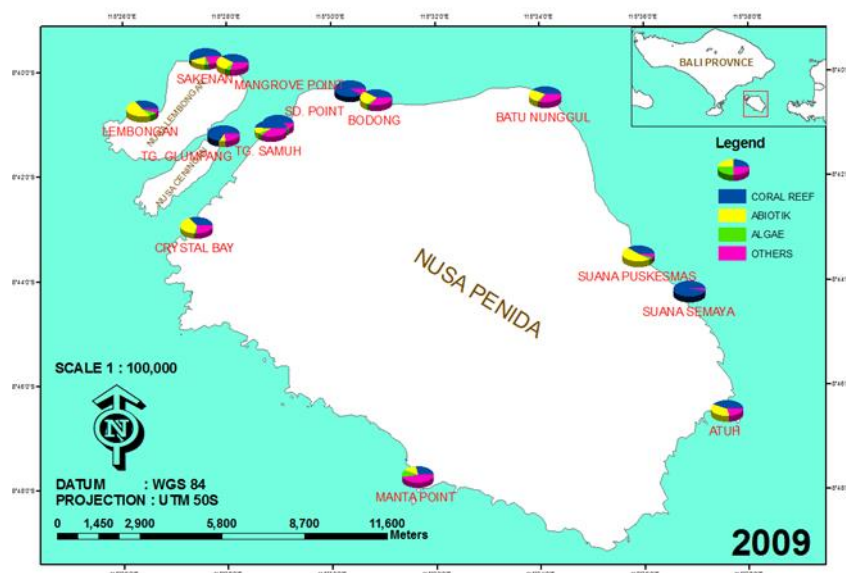 BALI PROVNCE
SAKENAN
MANGROVE POINT
NUSA LEMBONGAN
SD. POINT
BODONG
BATU NUNGGUL
LEMBONGAN
TG. GLUMPANG
TG. SAMUH
NUSA CENINGAN
CRYSTAL BAY
NUSA PENIDA
SUANA PUSKESMAS
SUANA SEMAYA
ATUH
MANTA POINT
Legend
CORAL REEF
ABIOTIK
ALGAE
OTHERS
SCALE 1 : 100,000
N
DATUM : WGS 84
PROJECTION : UTM 50S
0 1,450 2,900 5,800 8,700 11,600
Meters
2009